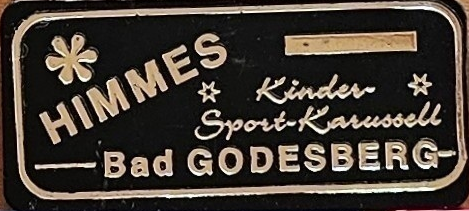 HIMMES
Kinder-
Sport-Karussell
Bad GODESBERG